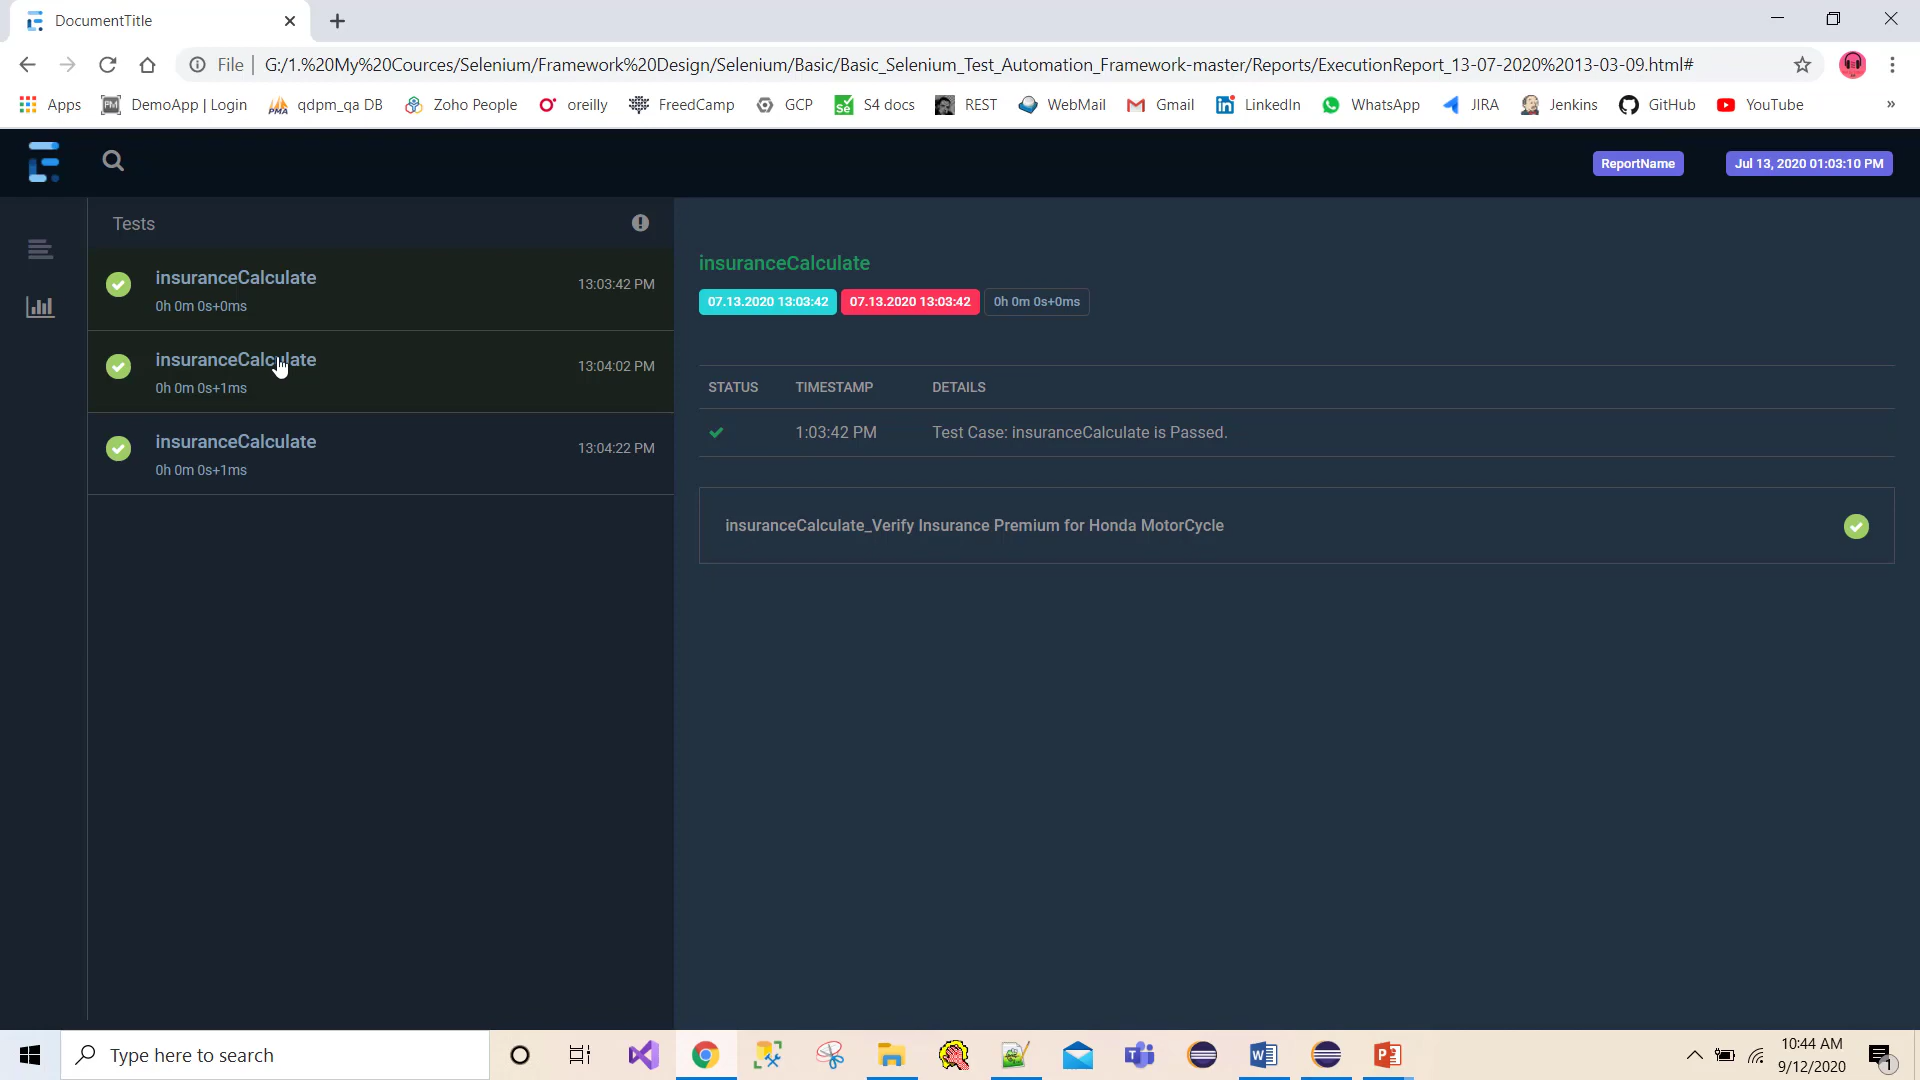 DocumentTitle
File | G:/1.%20My%20Cources/Selenium/Framework%20Design/Selenium/Basic/Basic_Selenium_Test_Automation_Framework-master/Reports/ExecutionReport_13-07-2020%2013-03-09.html#
Apps DemoApp | Login qdpm_qa DB Zoho People oreilly FreedCamp GCP S4 docs REST WebMail Gmail LinkedIn WhatsApp JIRA Jenkins GitHub YouTube »
ReportName Jul 13, 2020 01:03:10 PM
Tests
insuranceCalculate 13:03:42 PM
0h 0m 0s+0ms
insuranceCalculate 13:04:02 PM
0h 0m 0s+1ms
insuranceCalculate 13:04:22 PM
0h 0m 0s+1ms
insuranceCalculate
07.13.2020 13:03:42 07.13.2020 13:03:42 0h 0m 0s+0ms
STATUS TIMESTAMP DETAILS
1:03:42 PM Test Case: insuranceCalculate is Passed.
insuranceCalculate_Verify Insurance Premium for Honda MotorCycle
Type here to search
10:44 AM
9/12/2020
1